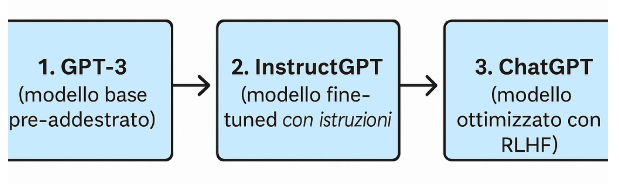 1. GPT-3
(modello base
pre-addestrato)
2. InstructGPT
(modello fine-
tuned con istruzioni
3. ChatGPT
(modello
ottimizzato con
RLHF)